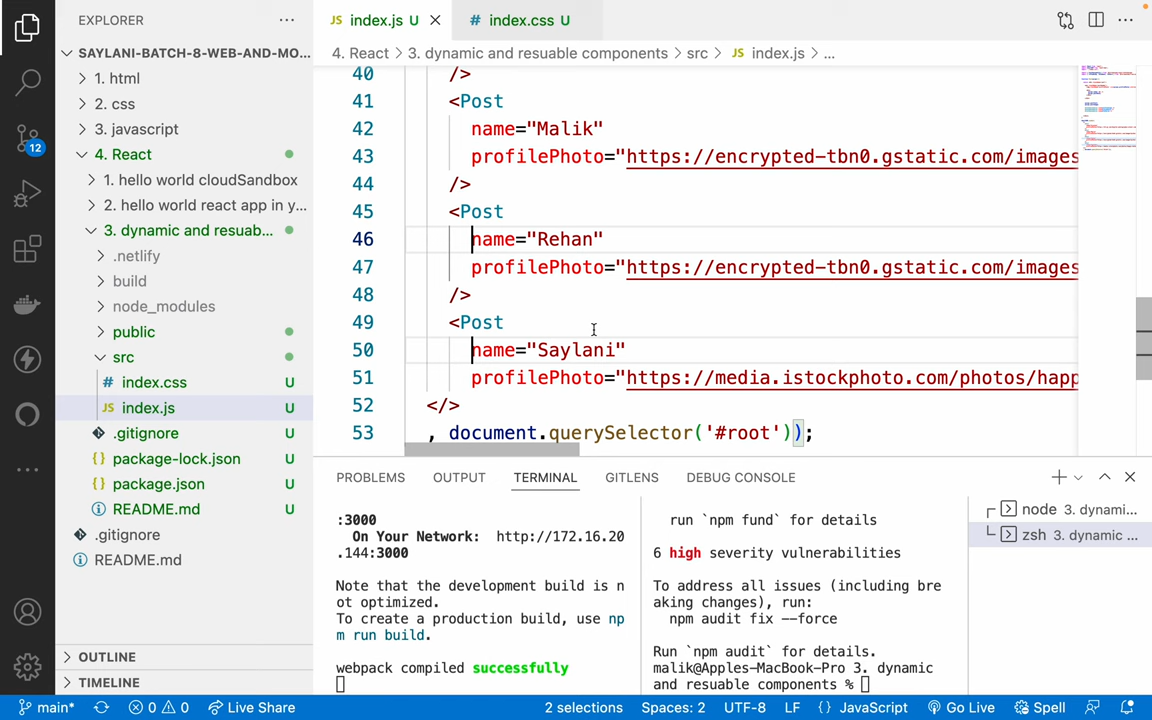 EXPLORER
SAYLANI-BATCH-8-WEB-AND-MO...
1. html
2. css
3. javascript
4. React
1. hello world cloudSandbox
2. hello world react app in y...
3. dynamic and resuab...
.netlify
build
node_modules
public
src
# index.css U
JS index.js U
.gitignore U
{} package-lock.json U
{} package.json U
README.md U
.gitignore
README.md
OUTLINE
TIMELINE
12
JS index.js U
# index.css U
4. React > 3. dynamic and resuable components > src > JS index.js > ...
40 />
41 <Post
42 name="Malik"
43 profilePhoto="https://encrypted-tbn0.gstatic.com/images
44 />
45 <Post
46 name="Rehan"
47 profilePhoto="https://encrypted-tbn0.gstatic.com/images
48 />
49 <Post
50 name="Saylani"
51 profilePhoto="https://media.istockphoto.com/photos/happ
52 </>
53 , document.querySelector('#root'));
PROBLEMS OUTPUT TERMINAL GITLENS DEBUG CONSOLE
:3000
On Your Network: http://172.16.20
.144:3000
Note that the development build is n
ot optimized.
To create a production build, use np
m run build.
webpack compiled successfully
run `npm fund` for details
6 high severity vulnerabilities
To address all issues (including bre
aking changes), run:
npm audit fix --force
Run `npm audit` for details.
malik@Apples-MacBook-Pro 3. dynamic
and resuable components %
node 3. dynami...
zsh 3. dynamic ...
main* 0 0 Live Share 2 selections Spaces: 2 UTF-8 LF {} JavaScript Go Live Spell